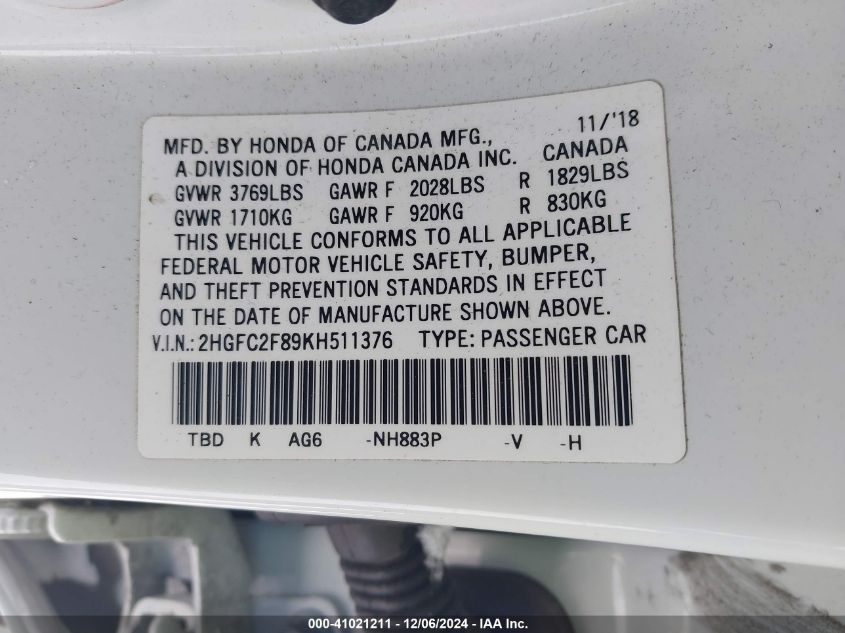 11/'18
MFD. BY HONDA OF CANADA MFG.,
A DIVISION OF HONDA CANADA INC. CANADA
GVWR 3769LBS GAWR F 2028LBS R 1829LBS
GVWR 1710KG GAWR F 920KG R 830KG
THIS VEHICLE CONFORMS TO ALL APPLICABLE
FEDERAL MOTOR VEHICLE SAFETY, BUMPER,
AND THEFT PREVENTION STANDARDS IN EFFECT
ON THE DATE OF MANUFACTURE SHOWN ABOVE.
V.I.N.: 2HGFC2F89KH511376 TYPE: PASSENGER CAR
TBD K AG6 -NH883P -V -H
000-41021211 - 12/06/2024 - IAA Inc.